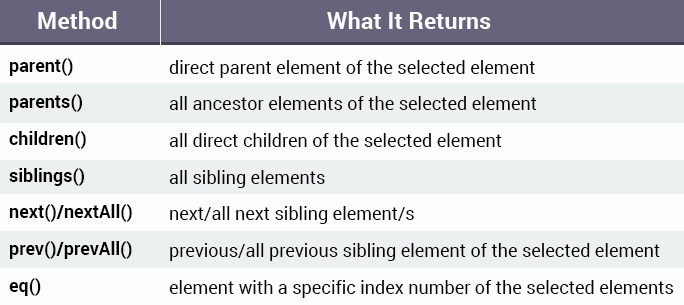 Method What It Returns
parent() direct parent element of the selected element
parents() all ancestor elements of the selected element
children() all direct children of the selected element
siblings() all sibling elements
next()/nextAll() next/all next sibling element/s
prev()/prevAll() previous/all previous sibling element of the selected element
eq() element with a specific index number of the selected elements